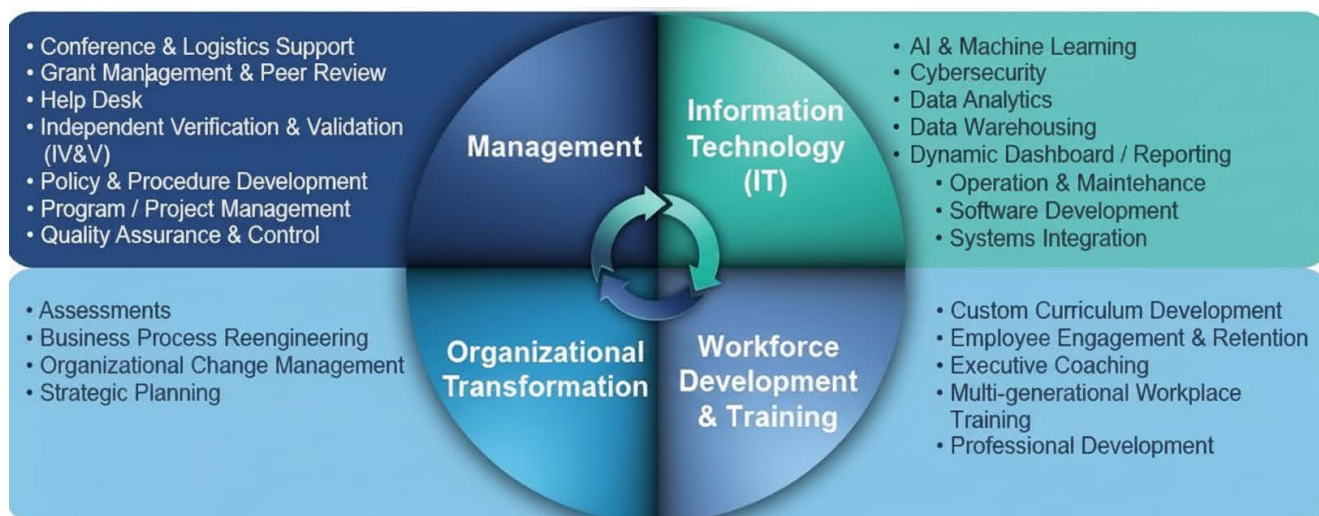 • Conference & Logistics Support
• Grant Management & Peer Review
• Help Desk
• Independent Verification & Validation
(IV&V)
• Policy & Procedure Development
• Program / Project Management
• Quality Assurance & Control
Management
Information
Technology
(IT)
• AI & Machine Learning
• Cybersecurity
• Data Analytics
• Data Warehousing
• Dynamic Dashboard / Reporting
• Operation & Maintehance
• Software Development
• Systems Integration
• Assessments
• Business Process Reengineering
• Organizational Change Management
• Strategic Planning
Organizational
Transformation
Workforce
Development
& Training
• Custom Curriculum Development
• Employee Engagement & Retention
• Executive Coaching
• Multi-generational Workplace
Training
• Professional Development